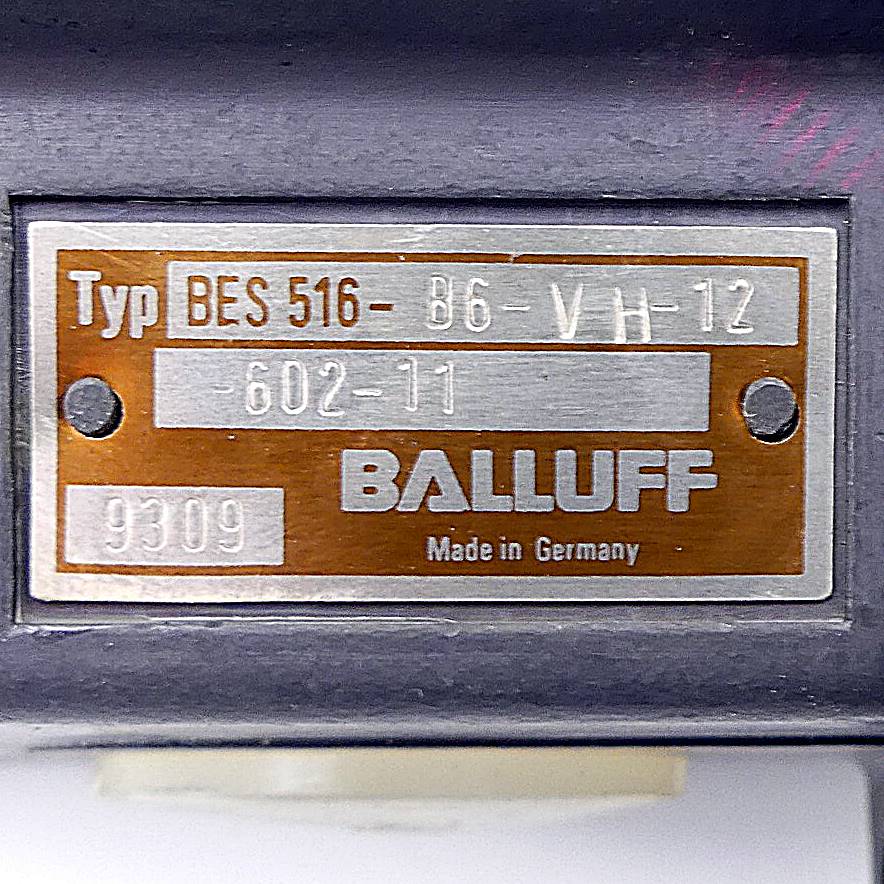 Typ BES 516- B6-VH-12
-602-11
BALLUFF
9309 Made in Germany